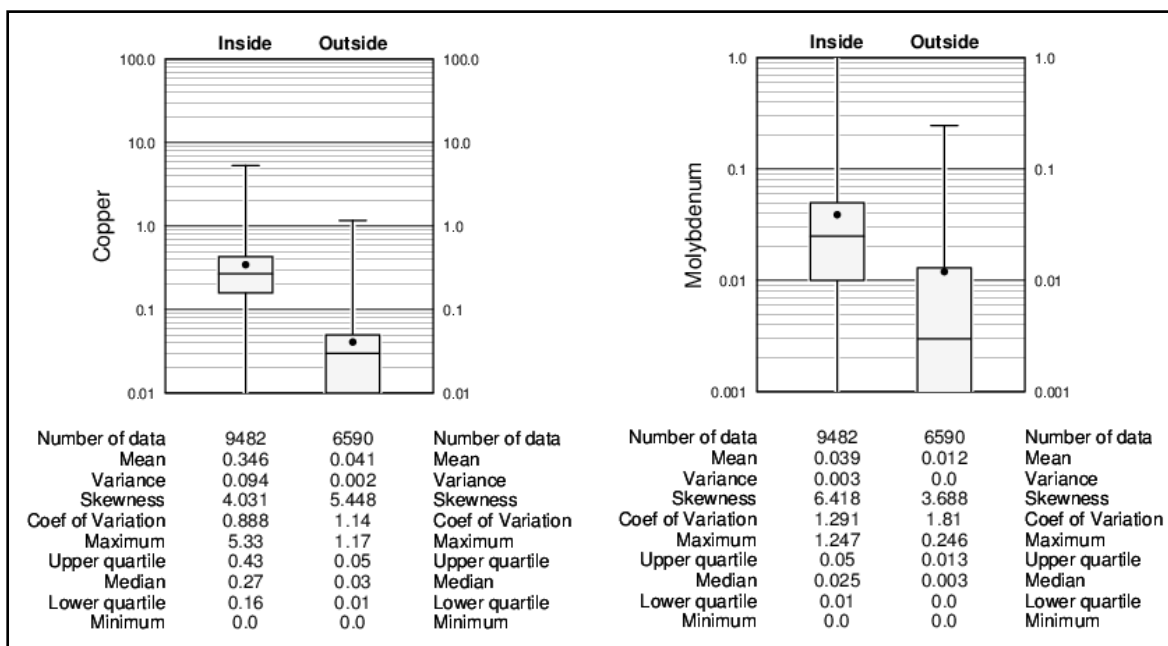 Inside Outside
100.0 100.0
10.0 10.0
1.0 1.0
0.1 0.1
0.01 0.01
Copper
Number of data 9482 6590 Number of data
Mean 0.346 0.041 Mean
Variance 0.094 0.002 Variance
Skewness 4.031 5.448 Skewness
Coef of Variation 0.888 1.14 Coef of Variation
Maximum 5.33 1.17 Maximum
Upper quartile 0.43 0.05 Upper quartile
Median 0.27 0.03 Median
Lower quartile 0.16 0.01 Lower quartile
Minimum 0.0 0.0 Minimum
Inside Outside
1.0 1.0
0.1 0.1
0.01 0.01
0.001 0.001
Molybdenum
Number of data 9482 6590 Number of data
Mean 0.039 0.012 Mean
Variance 0.003 0.0 Variance
Skewness 6.418 3.688 Skewness
Coef of Variation 1.291 1.81 Coef of Variation
Maximum 1.247 0.246 Maximum
Upper quartile 0.05 0.013 Upper quartile
Median 0.025 0.003 Median
Lower quartile 0.01 0.0 Lower quartile
Minimum 0.0 0.0 Minimum